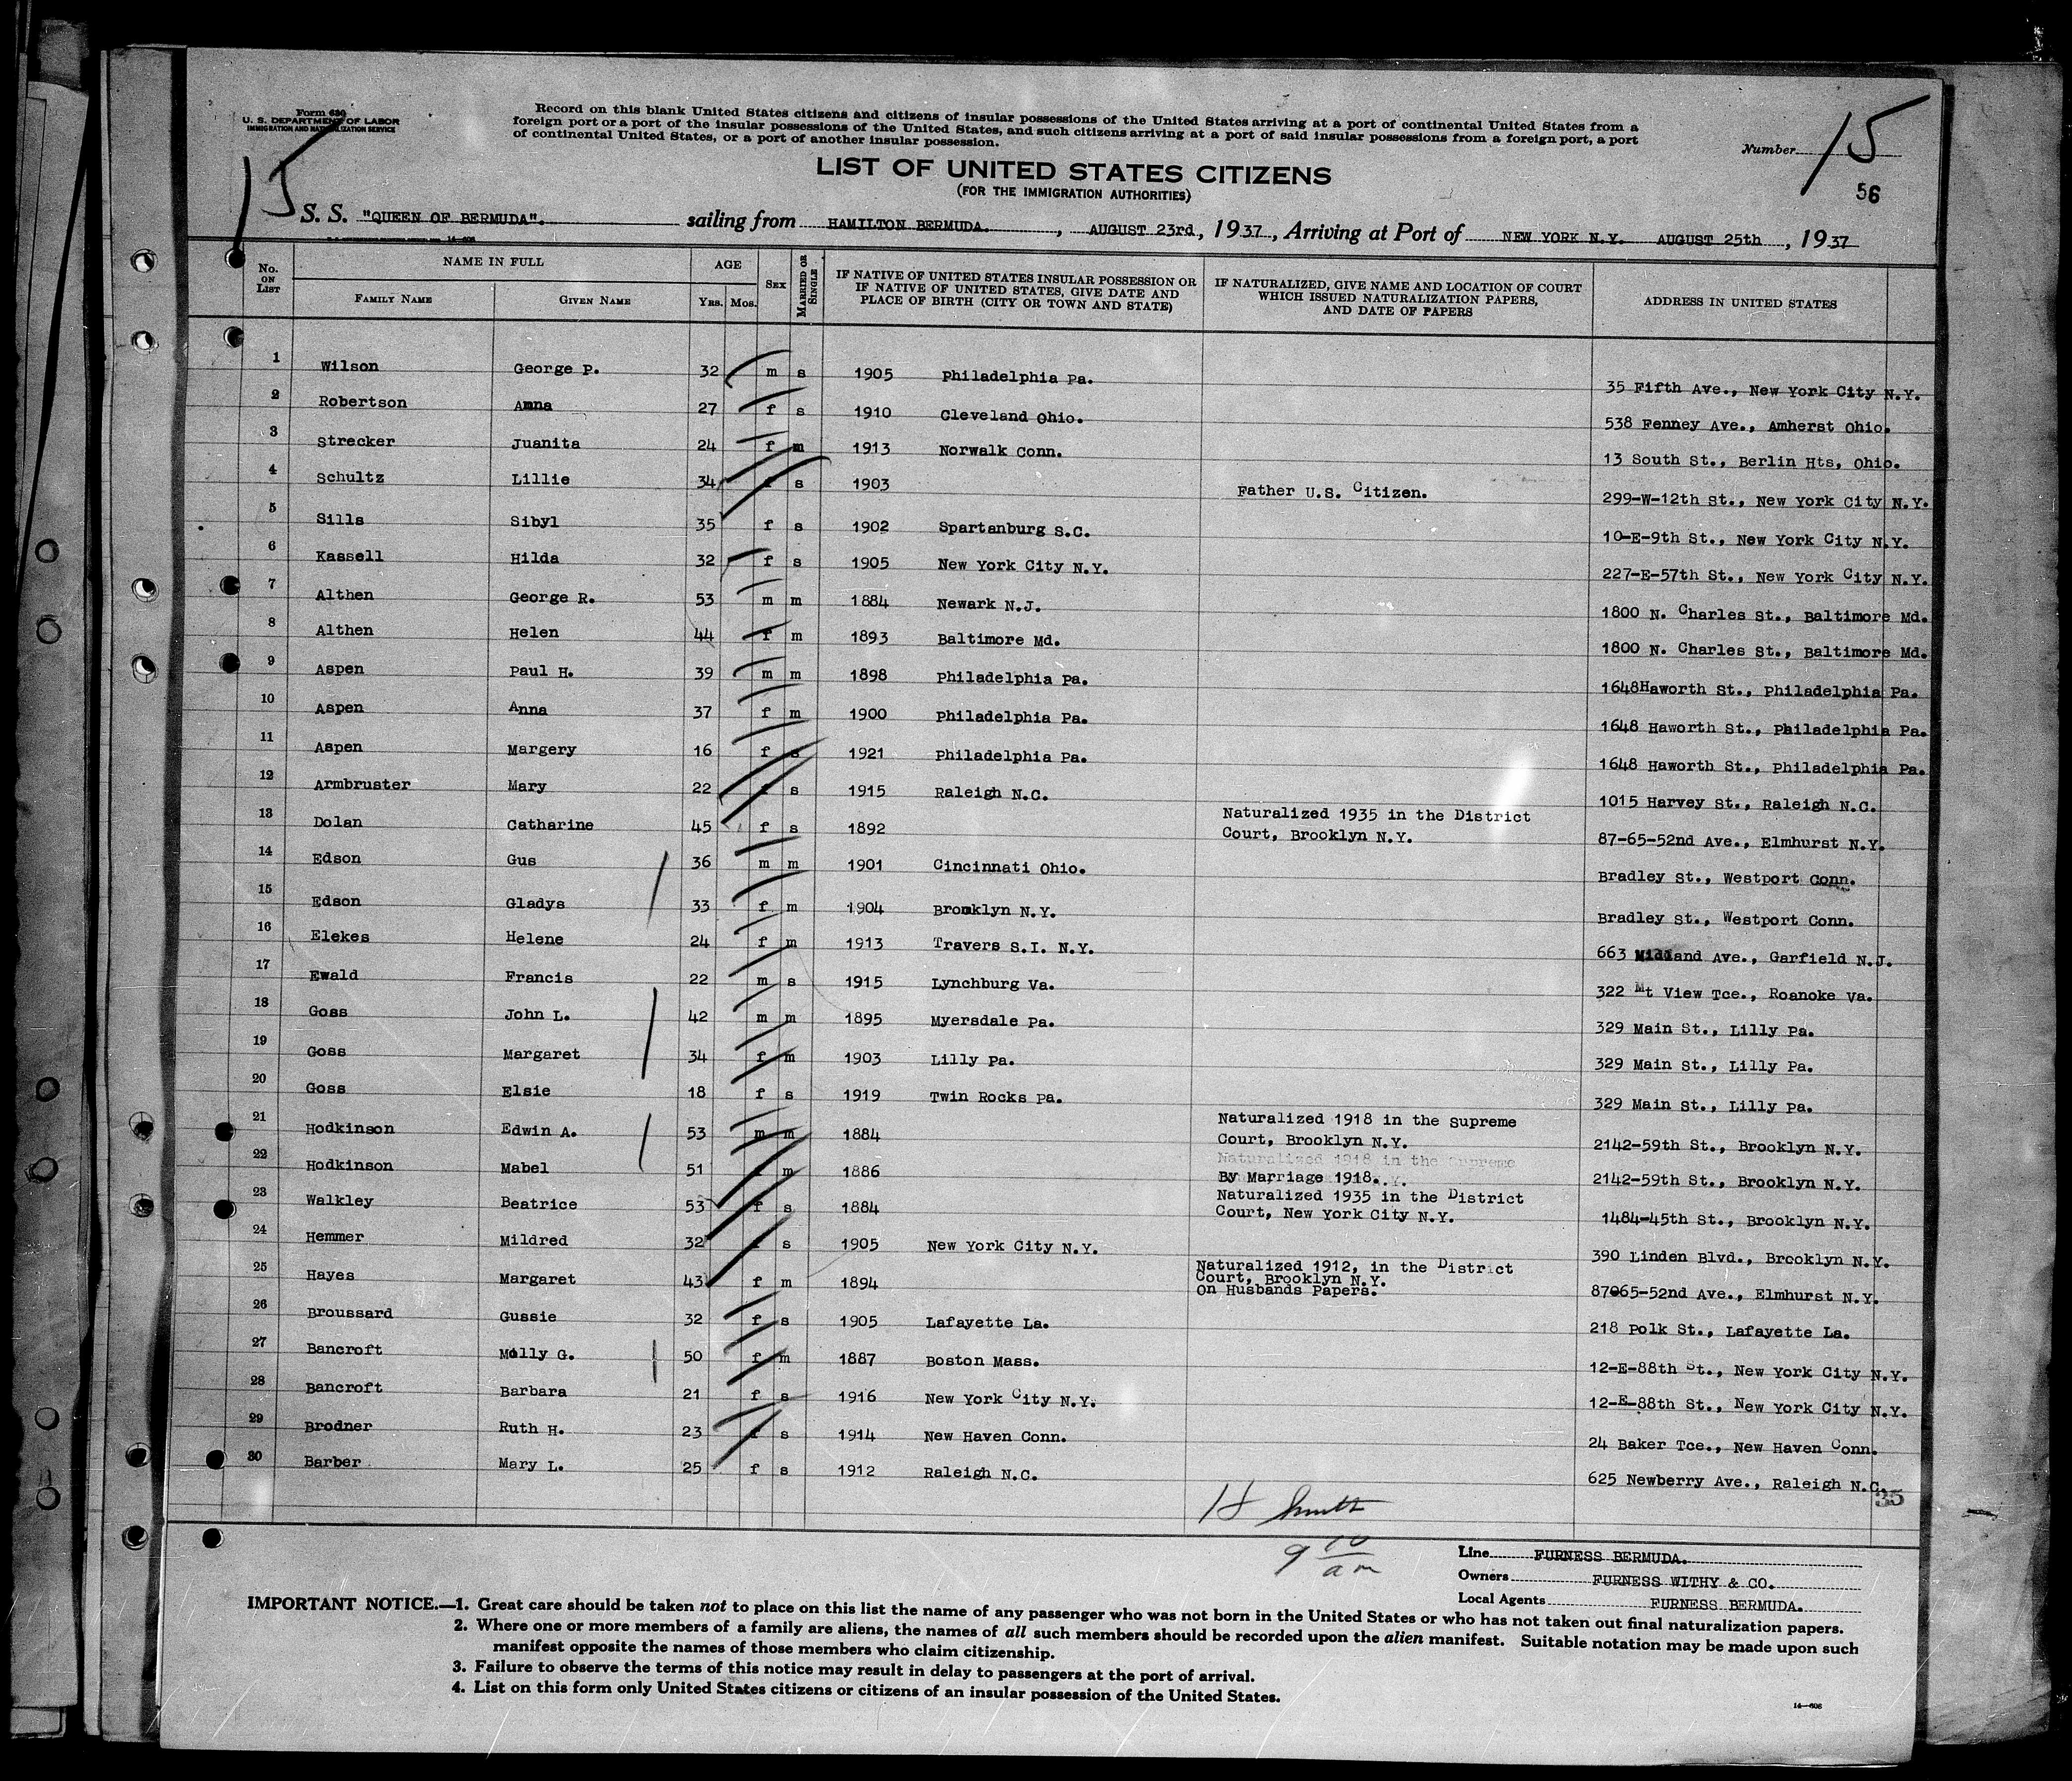 Form 630
U. S. DEPARTMENT OF LABOR
IMMIGRATION AND NATURALIZATION SERVICE
Record on this blank United States citizens and citizens of insular possessions of the United States arriving at a port of continental United States from a
foreign port or a port of the insular possessions of the United States, and such citizens arriving at a port of said insular possessions from a foreign port, a port
of continental United States, or a port of another insular possession.
Number 15
15
56
LIST OF UNITED STATES CITIZENS
(FOR THE IMMIGRATION AUTHORITIES)
S. S. "QUEEN OF BERMUDA". sailing from HAMILTON BERMUDA. , AUGUST 23rd, 1937, Arriving at Port of NEW YORK N.Y. AUGUST 25th , 1937
14-608
No. ON LIST NAME IN FULL FAMILY NAME GIVEN NAME AGE YRS. MOS. SEX MARRIED OR SINGLE IF NATIVE OF UNITED STATES INSULAR POSSESSION OR IF NATIVE OF UNITED STATES, GIVE DATE AND PLACE OF BIRTH (CITY OR TOWN AND STATE) IF NATURALIZED, GIVE NAME AND LOCATION OF COURT WHICH ISSUED NATURALIZATION PAPERS, AND DATE OF PAPERS ADDRESS IN UNITED STATES
1 Wilson George P. 32 m s 1905 Philadelphia Pa. 35 Fifth Ave., New York City N.Y.
2 Robertson Anna 27 f s 1910 Cleveland Ohio. 538 Fenney Ave., Amherst Ohio.
3 Strecker Juanita 24 f m 1913 Norwalk Conn. 13 South St., Berlin Hts, Ohio.
4 Schultz Lillie 34 f s 1903 Father U.S. Citizen. 299-W-12th St., New York City N.Y.
5 Sills Sibyl 35 f s 1902 Spartanburg S.C. 10-E-9th St., New York City N.Y.
6 Kassell Hilda 32 f s 1905 New York City N.Y. 227-E-57th St., New York City N.Y.
7 Althen George R. 53 m m 1884 Newark N.J. 1800 N. Charles St., Baltimore Md.
8 Althen Helen 44 f m 1893 Baltimore Md. 1800 N. Charles St., Baltimore Md.
9 Aspen Paul H. 39 m m 1898 Philadelphia Pa. 1648Haworth St., Philadelphia Pa.
10 Aspen Anna 37 f m 1900 Philadelphia Pa. 1648 Haworth St., Philadelphia Pa.
11 Aspen Margery 16 f s 1921 Philadelphia Pa. 1648 Haworth St., Philadelphia Pa.
12 Armbruster Mary 22 f s 1915 Raleigh N.C. 1015 Harvey St., Raleigh N.C.
13 Dolan Catharine 45 f s 1892 Naturalized 1935 in the District
Court, Brooklyn N.Y. 87-65-52nd Ave., Elmhurst N.Y.
14 Edson Gus 36 m m 1901 Cincinnati Ohio. Bradley St., Westport Conn.
15 Edson Gladys 33 f m 1904 Brooklyn N.Y. Bradley St., Westport Conn.
16 Elekes Helene 24 f m 1913 Travers S.I. N.Y. 663 Midland Ave., Garfield N.J.
17 Ewald Francis 22 m s 1915 Lynchburg Va. 322 Mt View Tce., Roanoke Va.
18 Goss John L. 42 m m 1895 Myersdale Pa. 329 Main St., Lilly Pa.
19 Goss Margaret 34 f m 1903 Lilly Pa. 329 Main St., Lilly Pa.
20 Goss Elsie 18 f s 1919 Twin Rocks Pa. 329 Main St., Lilly Pa.
21 Hodkinson Edwin A. 53 m m 1884 Naturalized 1918 in the Supreme
Court, Brooklyn N.Y. 2142-59th St., Brooklyn N.Y.
Naturalized 1918 in the Supreme
22 Hodkinson Mabel 51 f m 1886 By Marriage 1918. 2142-59th St., Brooklyn N.Y.
23 Walkley Beatrice 53 f s 1884 Naturalized 1935 in the District
Court, New York City N.Y. 1484-45th St., Brooklyn N.Y.
24 Hemmer Mildred 32 f s 1905 New York City N.Y. 390 Linden Blvd., Brooklyn N.Y.
25 Hayes Margaret 43 f m 1894 Naturalized 1912, in the District
Court, Brooklyn N.Y.
On Husbands Papers. 87065-52nd Ave., Elmhurst N.Y.
26 Broussard Gussie 32 f s 1905 Lafayette La. 218 Polk St., Lafayette La.
27 Bancroft Molly G. 50 f m 1887 Boston Mass. 12-E-88th St., New York City N.Y.
28 Bancroft Barbara 21 f s 1916 New York City N.Y. 12-E-88th St., New York City N.Y.
29 Brodner Ruth H. 23 f s 1914 New Haven Conn. 24 Baker Tce., New Haven Conn.
30 Barber Mary L. 25 f s 1912 Raleigh N.C. 625 Newberry Ave., Raleigh N.C.
35
H Smith
9 10 am
Line FURNESS BERMUDA.
Owners FURNESS WITHY & CO.
Local Agents FURNESS BERMUDA.
IMPORTANT NOTICE.—1. Great care should be taken not to place on this list the name of any passenger who was not born in the United States or who has not taken out final naturalization papers.
2. Where one or more members of a family are aliens, the names of all such members should be recorded upon the alien manifest. Suitable notation may be made upon such
manifest opposite the names of those members who claim citizenship.
3. Failure to observe the terms of this notice may result in delay to passengers at the port of arrival.
4. List on this form only United States citizens or citizens of an insular possession of the United States.
14-608